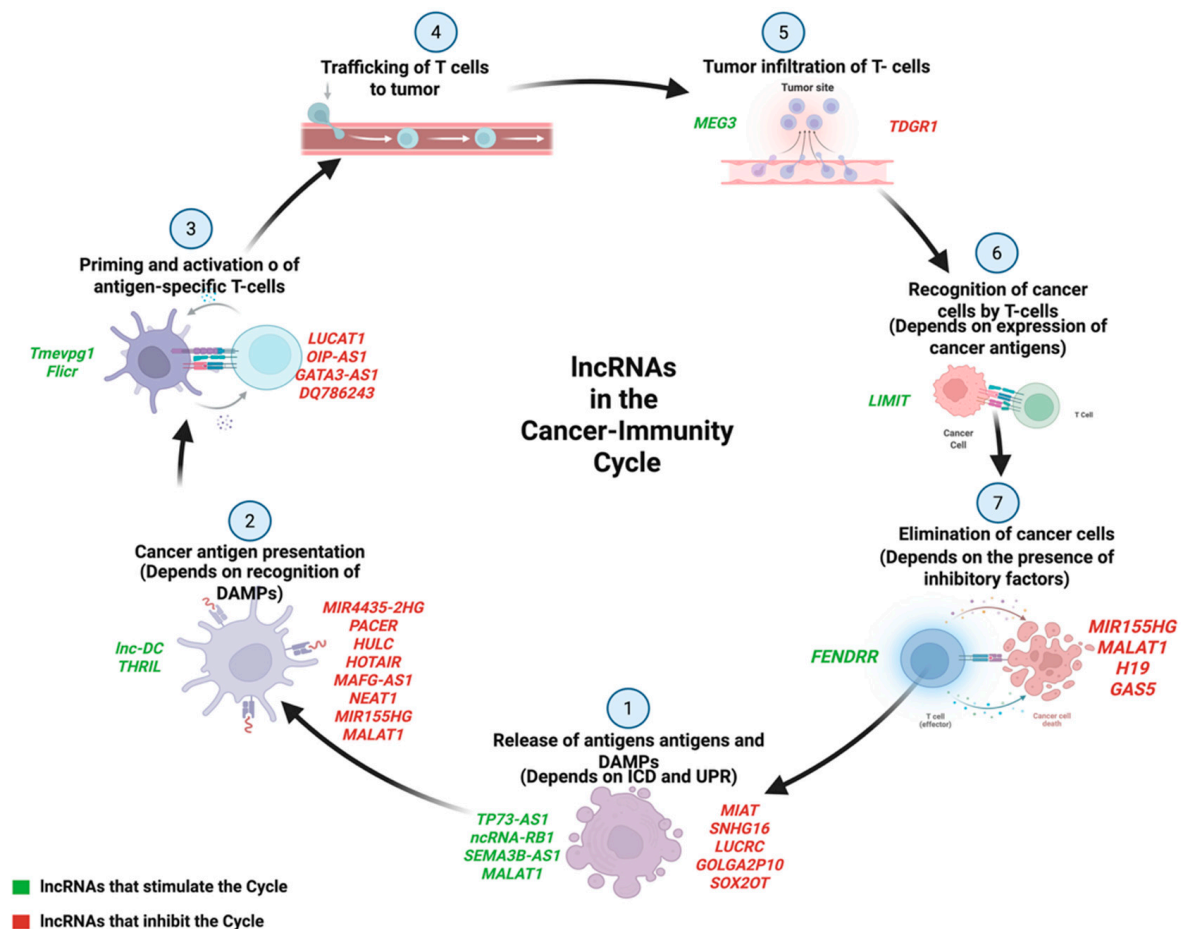 4
Trafficking of T cells
to tumor
5
Tumor infiltration of T- cells
Tumor site
MEG3
TDGR1
3
Priming and activation o of
antigen-specific T-cells
Tmevpg1
Flicr
LUCAT1
OIP-AS1
GATA3-AS1
DQ786243
6
Recognition of cancer
cells by T-cells
(Depends on expression of
cancer antigens)
LIMIT
Cancer
Cell
T Cell
lncRNAs
in the
Cancer-Immunity
Cycle
2
Cancer antigen presentation
(Depends on recognition of
DAMPs)
lnc-DC
THRIL
MIR4435-2HG
PACER
HULC
HOTAIR
MAFG-AS1
NEAT1
MIR155HG
MALAT1
7
Elimination of cancer cells
(Depends on the presence of
inhibitory factors)
FENDRR
MIR155HG
MALAT1
H19
GAS5
T cell
(effector)
Cancer cell
death
1
Release of antigens antigens and
DAMPs
(Depends on ICD and UPR)
TP73-AS1
ncRNA-RB1
SEMA3B-AS1
MALAT1
MIAT
SNHG16
LUCRC
GOLGA2P10
SOX2OT
lncRNAs that stimulate the Cycle
lncRNAs that inhibit the Cycle